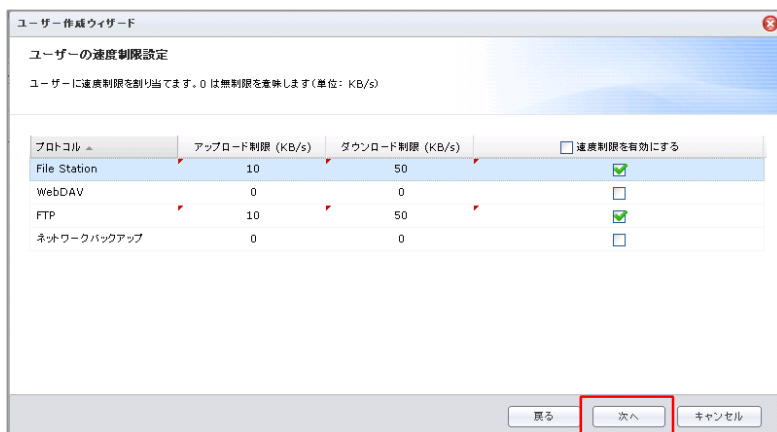 ユーザー作成ウィザード
ユーザーの速度制限設定
ユーザーに速度制限を割り当てます。0 は無制限を意味します(単位: KB/s)
プロトコル アップロード制限 (KB/s) ダウンロード制限 (KB/s) 速度制限を有効にする
File Station 10 50
WebDAV 0 0
FTP 10 50
ネットワークバックアップ 0 0
戻る 次へ キャンセル